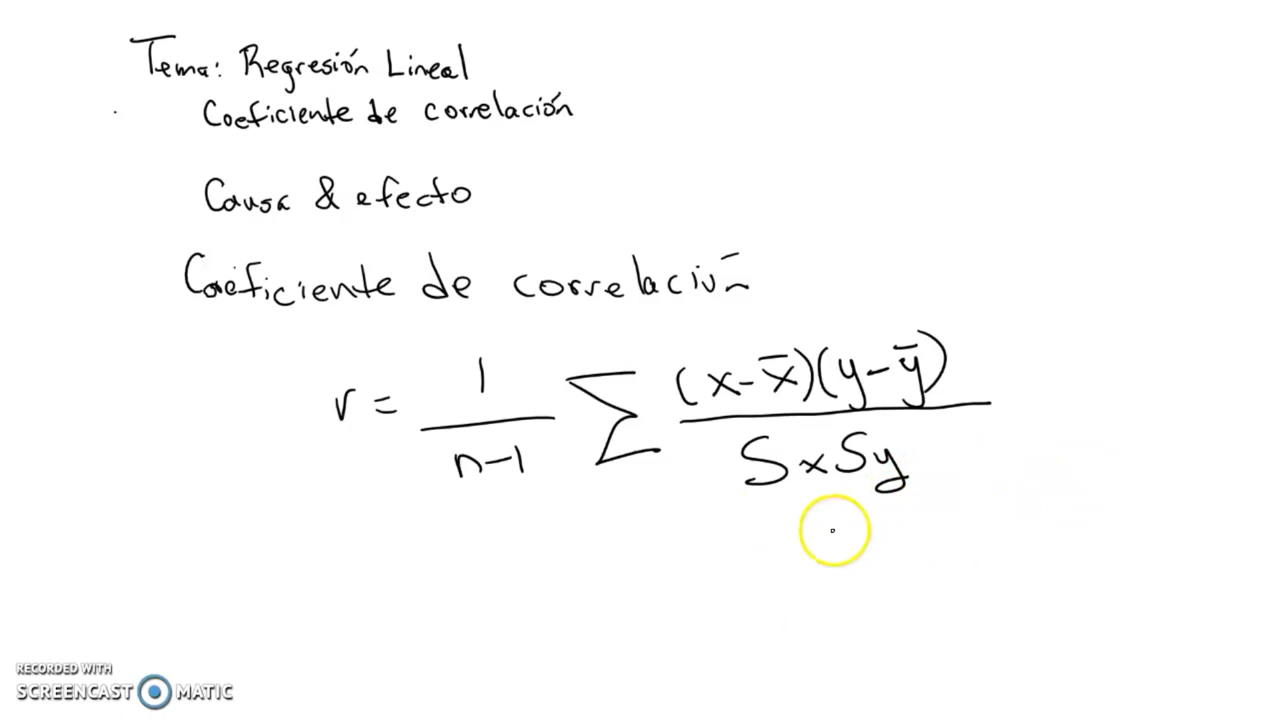 Tema: Regresión Lineal
Coeficiente de correlación
Causa & efecto
Coeficiente de correlación
r = 1/(n-1) Σ (x-x̄)(y-ȳ)/(SxSy)
RECORDED WITH
SCREENCAST MATIC